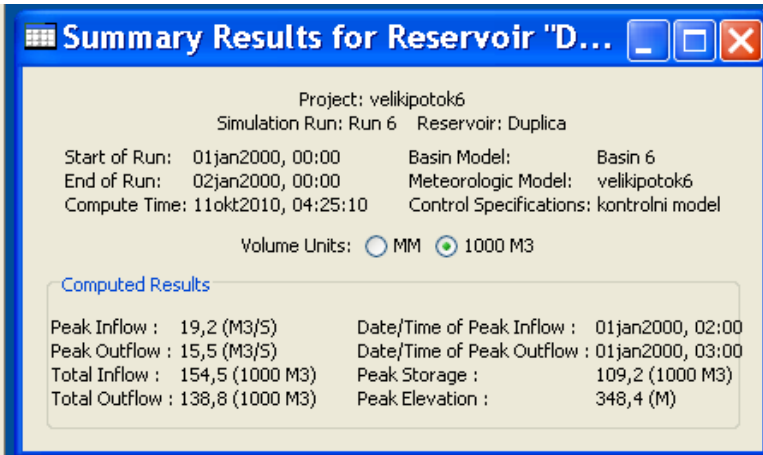 Summary Results for Reservoir "D...
Project: velikipotok6
Simulation Run: Run 6 Reservoir: Duplica
Start of Run: 01jan2000, 00:00 Basin Model: Basin 6
End of Run: 02jan2000, 00:00 Meteorologic Model: velikipotok6
Compute Time: 11okt2010, 04:25:10 Control Specifications: kontrolni model
Volume Units: MM 1000 M3
Computed Results
Peak Inflow : 19,2 (M3/S) Date/Time of Peak Inflow : 01jan2000, 02:00
Peak Outflow : 15,5 (M3/S) Date/Time of Peak Outflow : 01jan2000, 03:00
Total Inflow : 154,5 (1000 M3) Peak Storage : 109,2 (1000 M3)
Total Outflow : 138,8 (1000 M3) Peak Elevation : 348,4 (M)